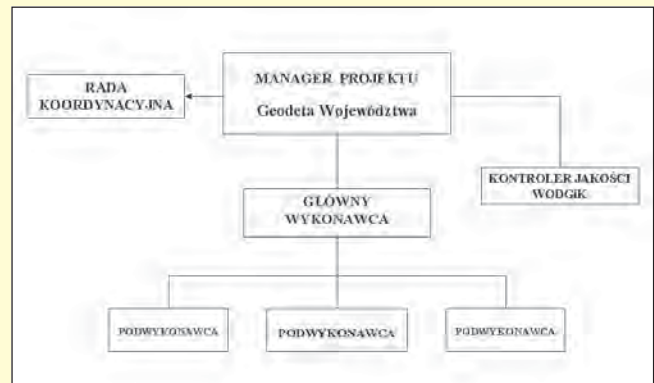 MANAGER PROJEKTU
Geodeta Województwa
RADA
KOORDYNACYJNA
KONTROLER JAKOŚCI
WODGiK
GŁÓWNY
WYKONAWCA
PODWYKONAWCA
PODWYKONAWCA
PODWYKONAWCA